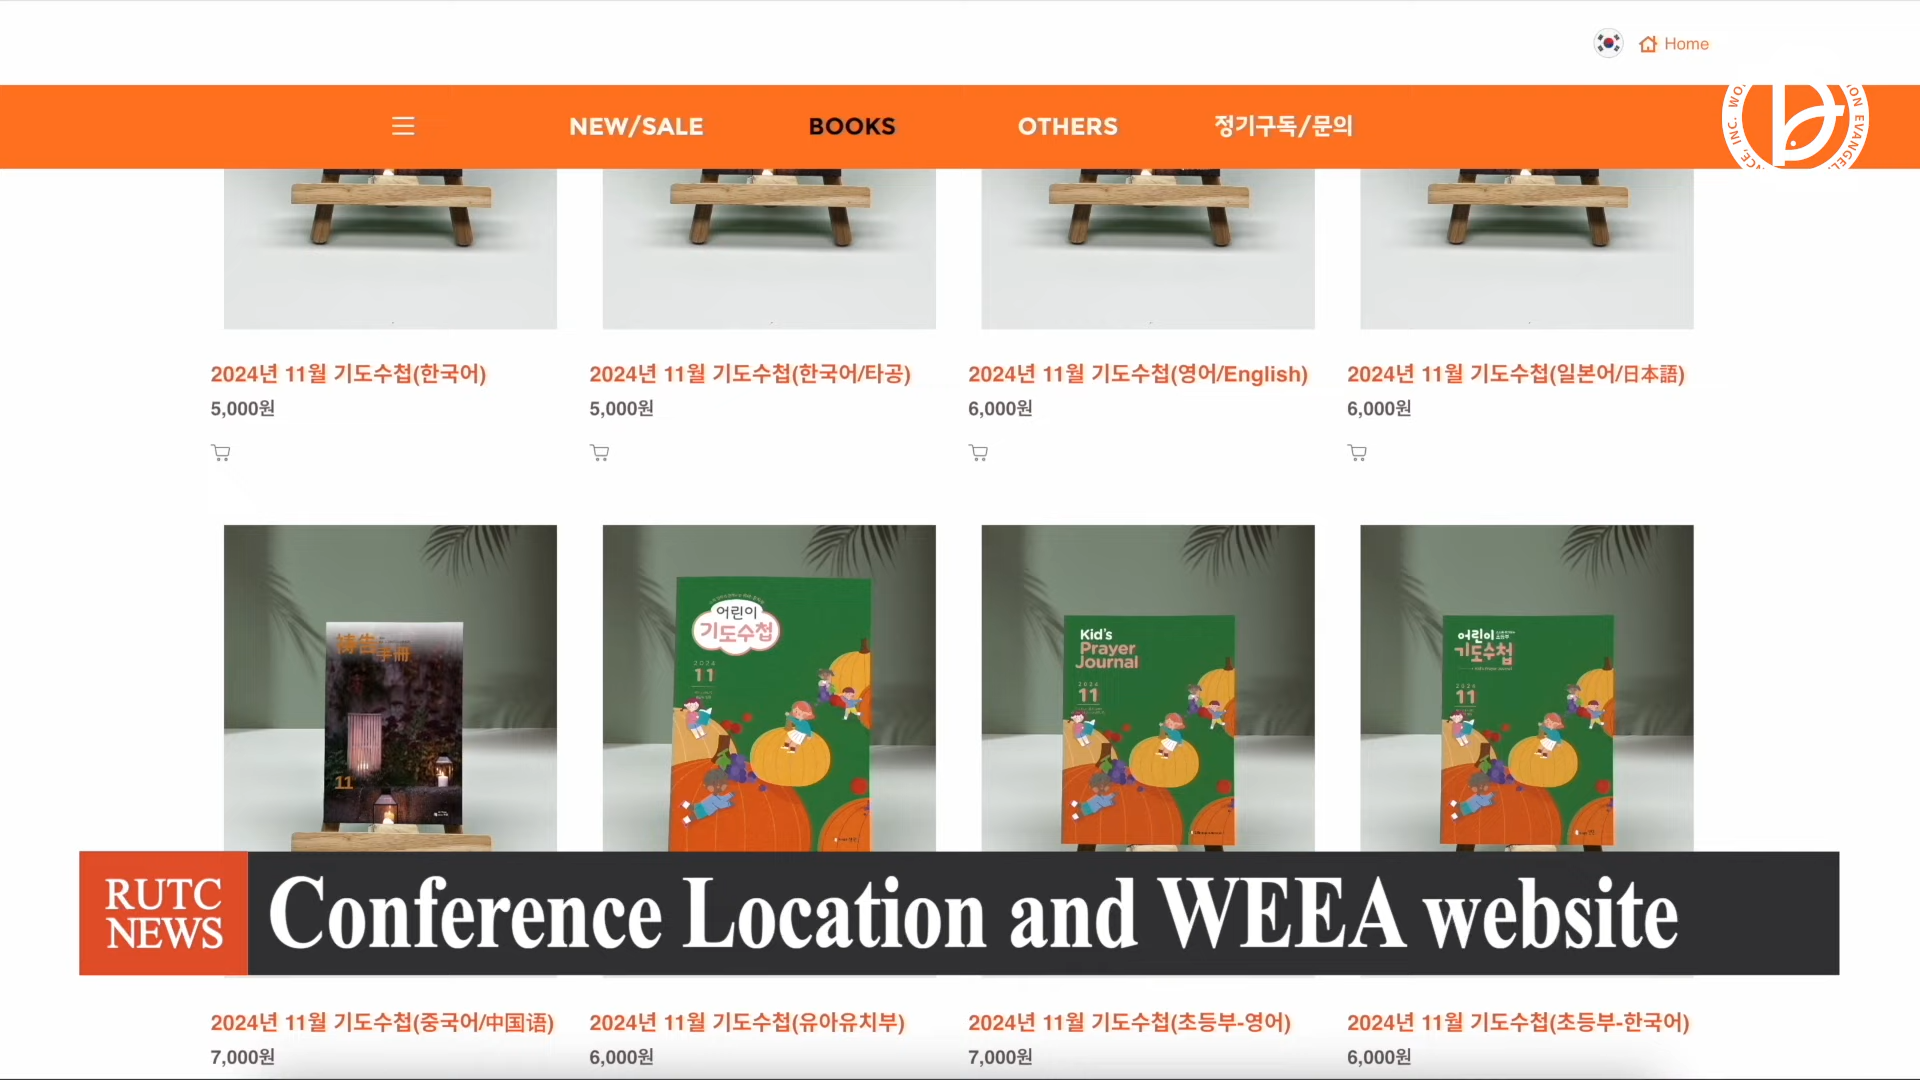 Home
NEW/SALE
BOOKS
OTHERS
정기구독/문의
2024년 11월 기도수첩(한국어)
5,000원
2024년 11월 기도수첩(한국어/타공)
5,000원
2024년 11월 기도수첩(영어/English)
6,000원
2024년 11월 기도수첩(일본어/日本語)
6,000원
禱告
手冊
11
어린이
기도수첩
2024
11
Kid's
Prayer
Journal
2024
11
어린이
기도수첩
2024
11
RUTC
NEWS
Conference Location and WEEA website
2024년 11월 기도수첩(중국어/中国语)
7,000원
2024년 11월 기도수첩(유아유치부)
6,000원
2024년 11월 기도수첩(초등부-영어)
7,000원
2024년 11월 기도수첩(초등부-한국어)
6,000원